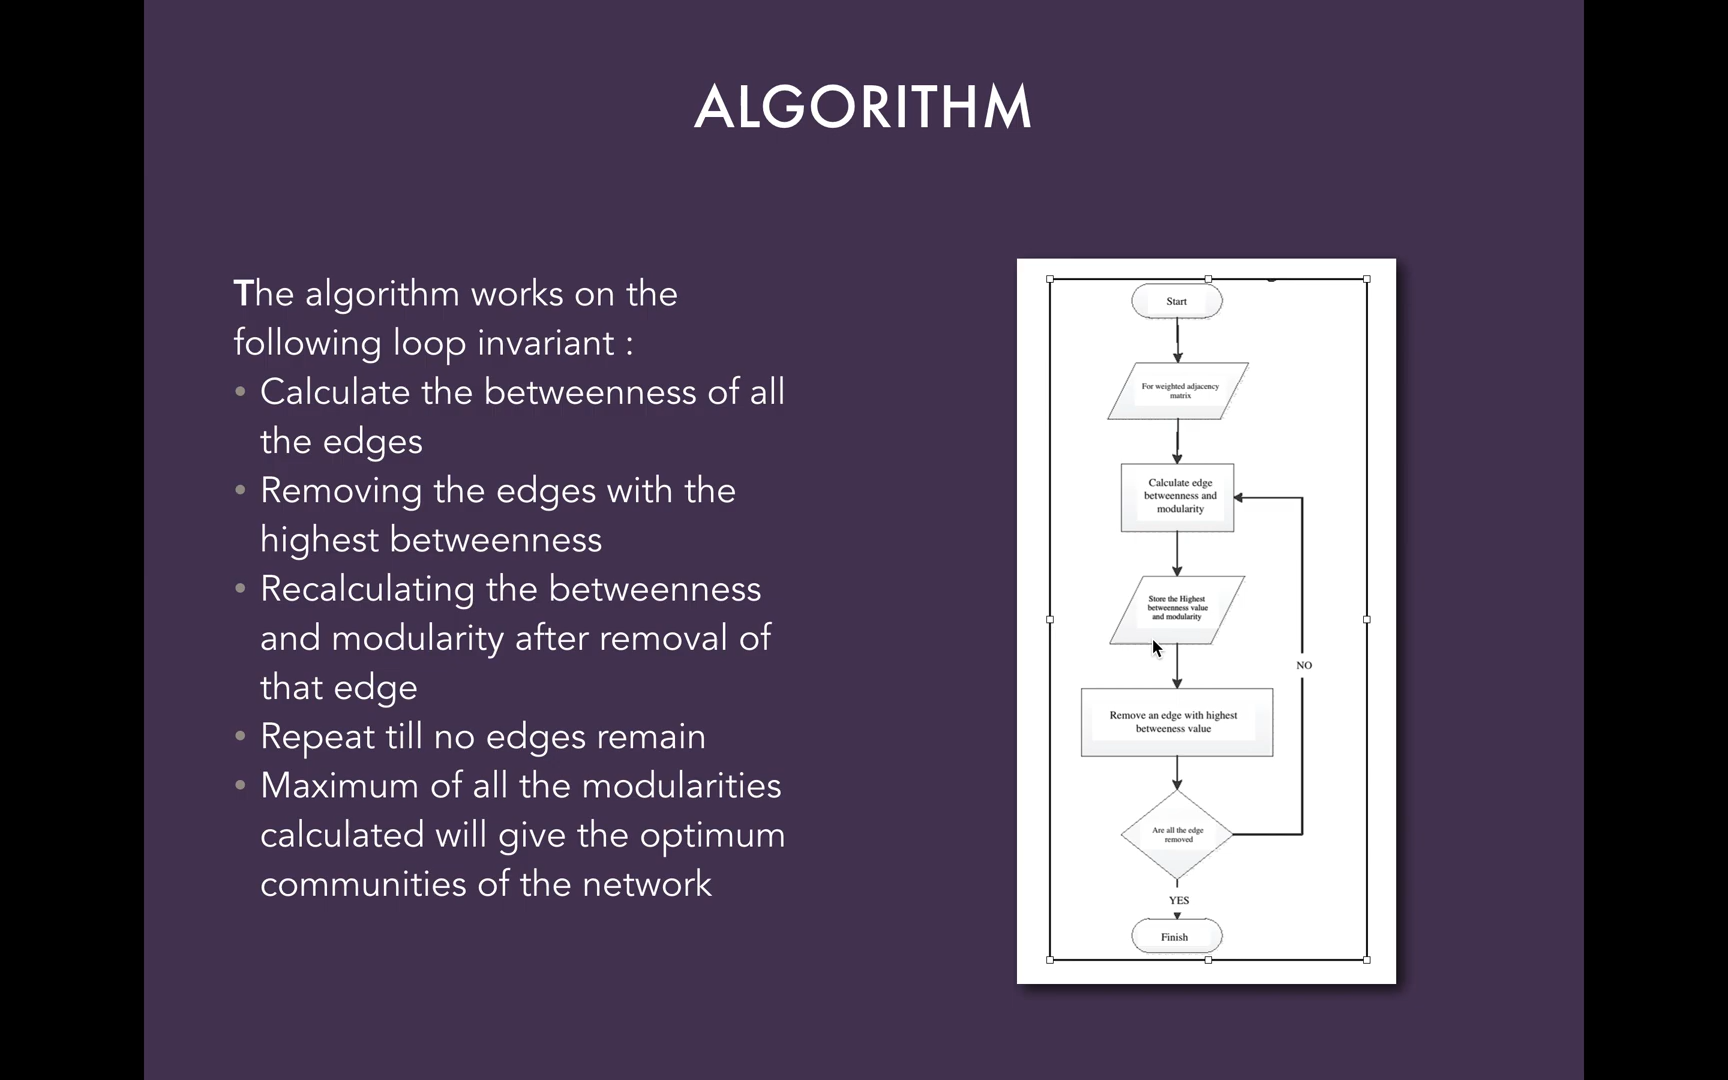 ALGORITHM
The algorithm works on the
following loop invariant :
• Calculate the betweenness of all
the edges
• Removing the edges with the
highest betweenness
• Recalculating the betweenness
and modularity after removal of
that edge
• Repeat till no edges remain
• Maximum of all the modularities
calculated will give the optimum
communities of the network
Start
For weighted adjacency
matrix
Calculate edge
betweenness and
modularity
Store the Highest
betweenness value
and modularity
NO
Remove an edge with highest
betweeness value
Are all the edge
removed
YES
Finish